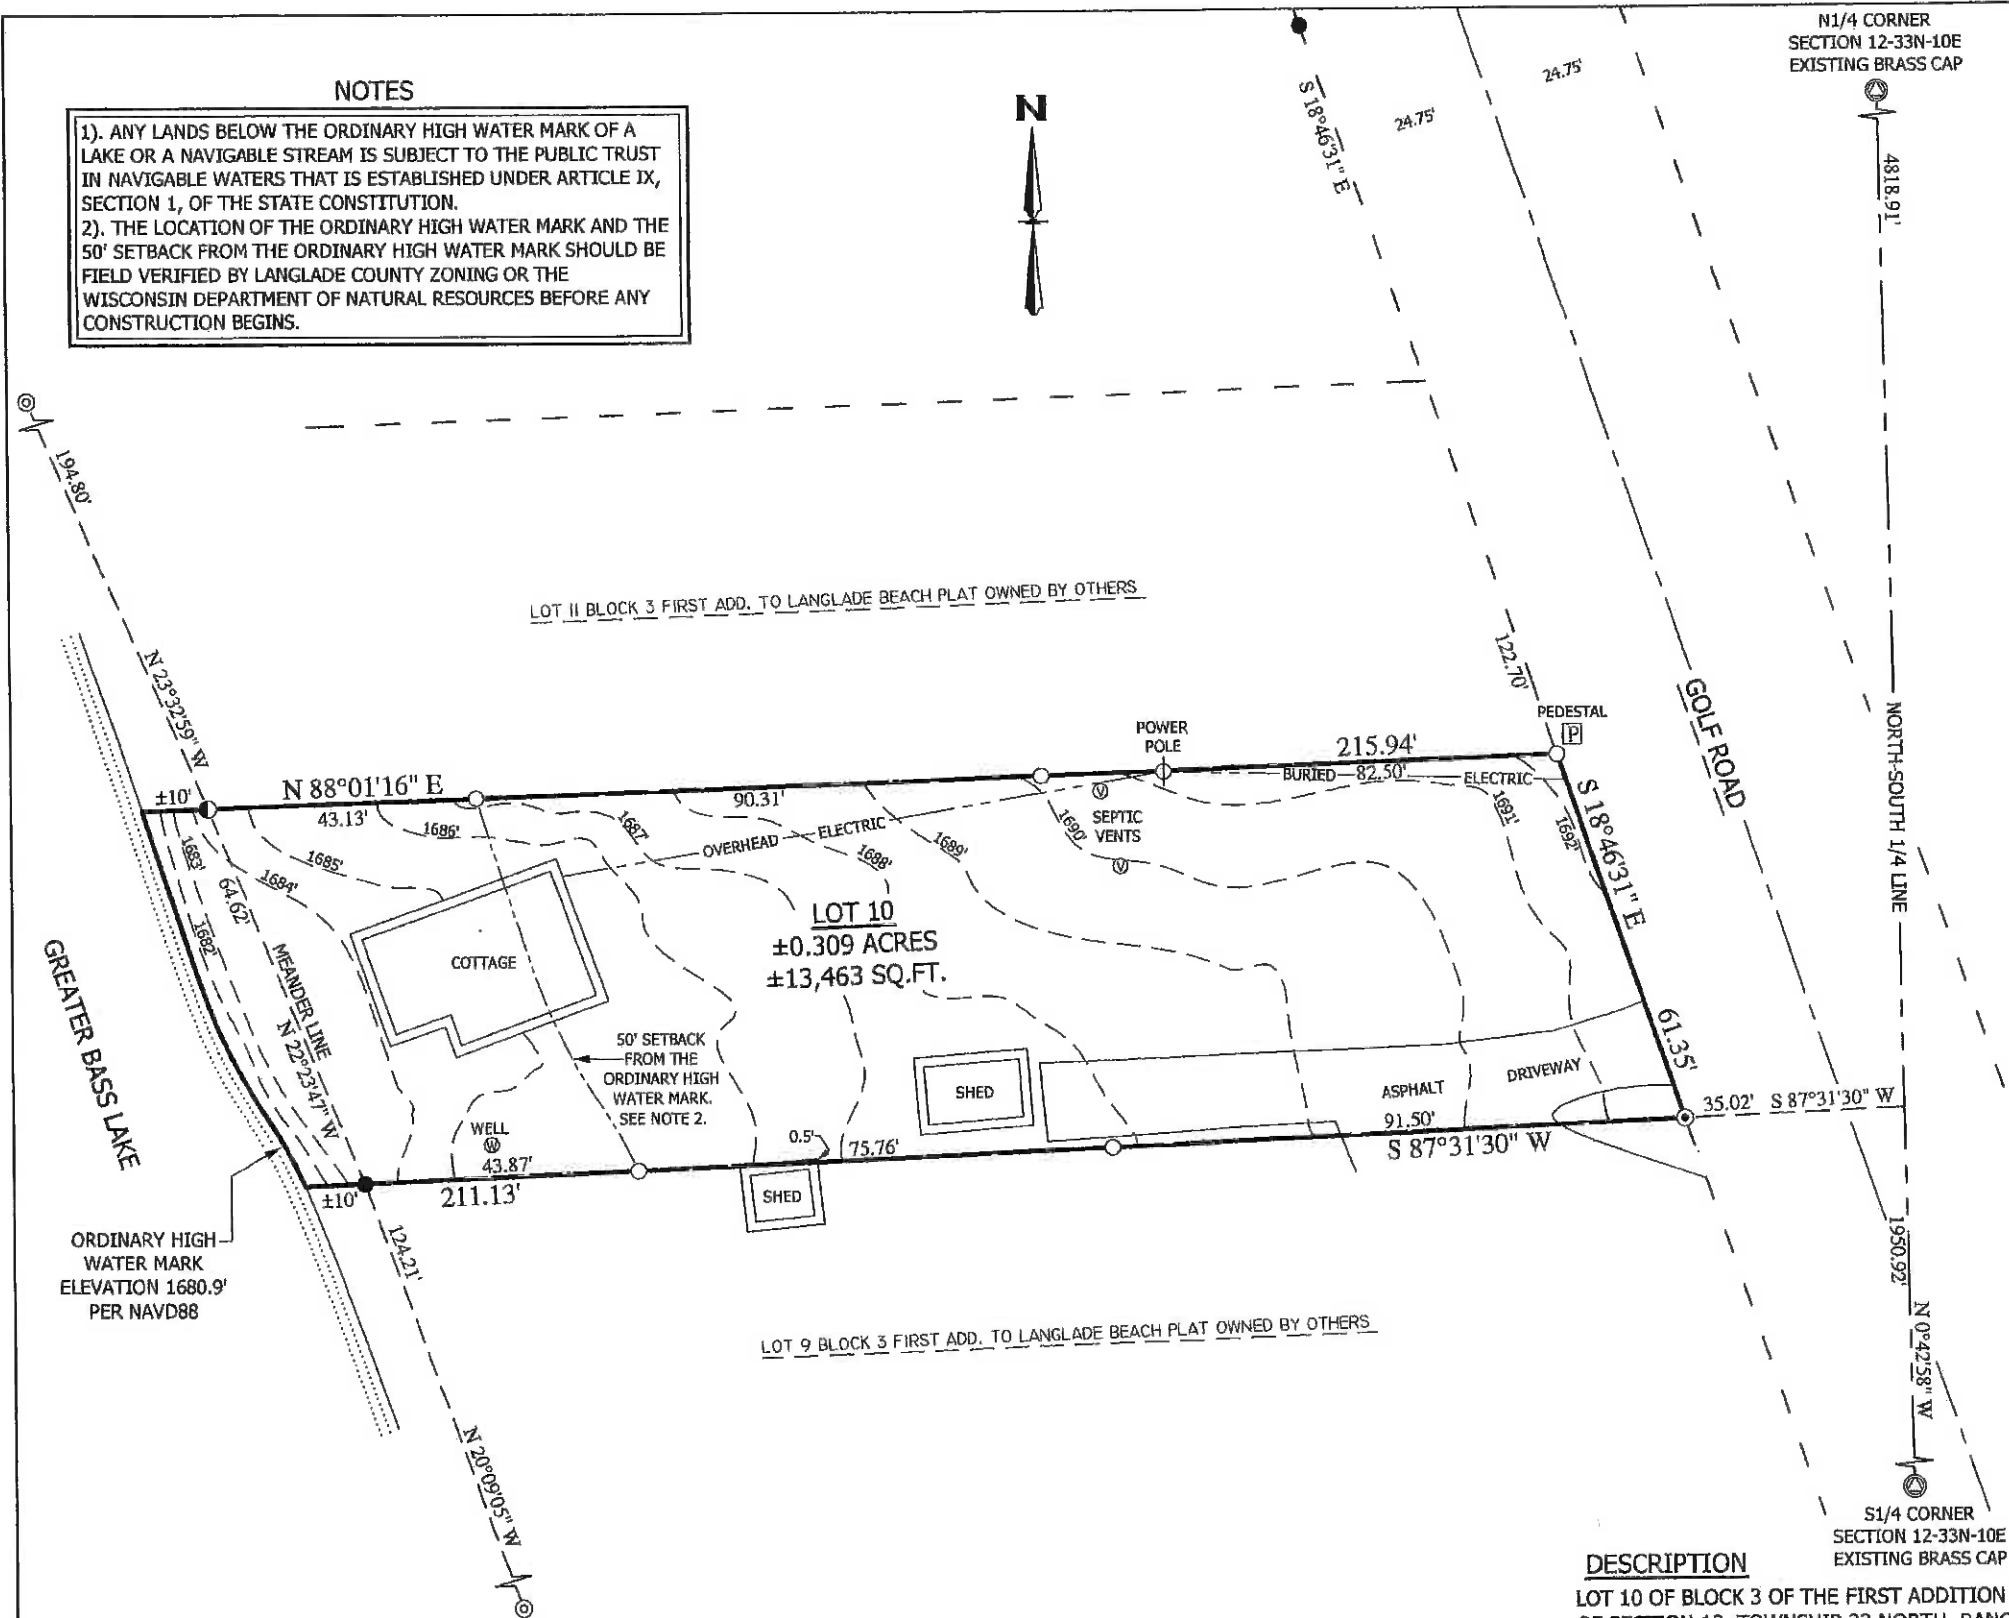 N1/4 CORNER
SECTION 12-33N-10E
EXISTING BRASS CAP
NOTES
1). ANY LANDS BELOW THE ORDINARY HIGH WATER MARK OF A
LAKE OR A NAVIGABLE STREAM IS SUBJECT TO THE PUBLIC TRUST
IN NAVIGABLE WATERS THAT IS ESTABLISHED UNDER ARTICLE IX,
SECTION 1, OF THE STATE CONSTITUTION.
2). THE LOCATION OF THE ORDINARY HIGH WATER MARK AND THE
50' SETBACK FROM THE ORDINARY HIGH WATER MARK SHOULD BE
FIELD VERIFIED BY LANGLADE COUNTY ZONING OR THE
WISCONSIN DEPARTMENT OF NATURAL RESOURCES BEFORE ANY
CONSTRUCTION BEGINS.
N
S 18°46'31" E
24.75'
24.75'
4818.91'
194.80'
N 23°32'59" W
LOT 11 BLOCK 3 FIRST ADD. TO LANGLADE BEACH PLAT OWNED BY OTHERS
122.70'
GOLF ROAD
NORTH-SOUTH 1/4 LINE
PEDESTAL
P
POWER
POLE
215.94'
BURIED
82.50'
ELECTRIC
±10'
N 88°01'16" E
43.13'
90.31'
1683'
1682'
1684'
1685'
1686'
1687'
1688'
1689'
1690'
1691'
1692'
OVERHEAD
ELECTRIC
V
SEPTIC
VENTS
V
S 18°46'31" E
61.35'
64.62'
MEANDER LINE
N 22°23'47" W
GREATER BASS LAKE
COTTAGE
LOT 10
±0.309 ACRES
±13,463 SQ.FT.
50' SETBACK
FROM THE
ORDINARY HIGH
WATER MARK.
SEE NOTE 2.
SHED
ASPHALT
DRIVEWAY
91.50'
S 87°31'30" W
35.02'
S 87°31'30" W
WELL
W
43.87'
0.5'
75.76'
±10'
211.13'
SHED
ORDINARY HIGH
WATER MARK
ELEVATION 1680.9'
PER NAVD88
124.21'
N 20°09'05" W
LOT 9 BLOCK 3 FIRST ADD. TO LANGLADE BEACH PLAT OWNED BY OTHERS
1950.92'
N 0°42'58" W
S1/4 CORNER
SECTION 12-33N-10E
EXISTING BRASS CAP
DESCRIPTION
LOT 10 OF BLOCK 3 OF THE FIRST ADDITION